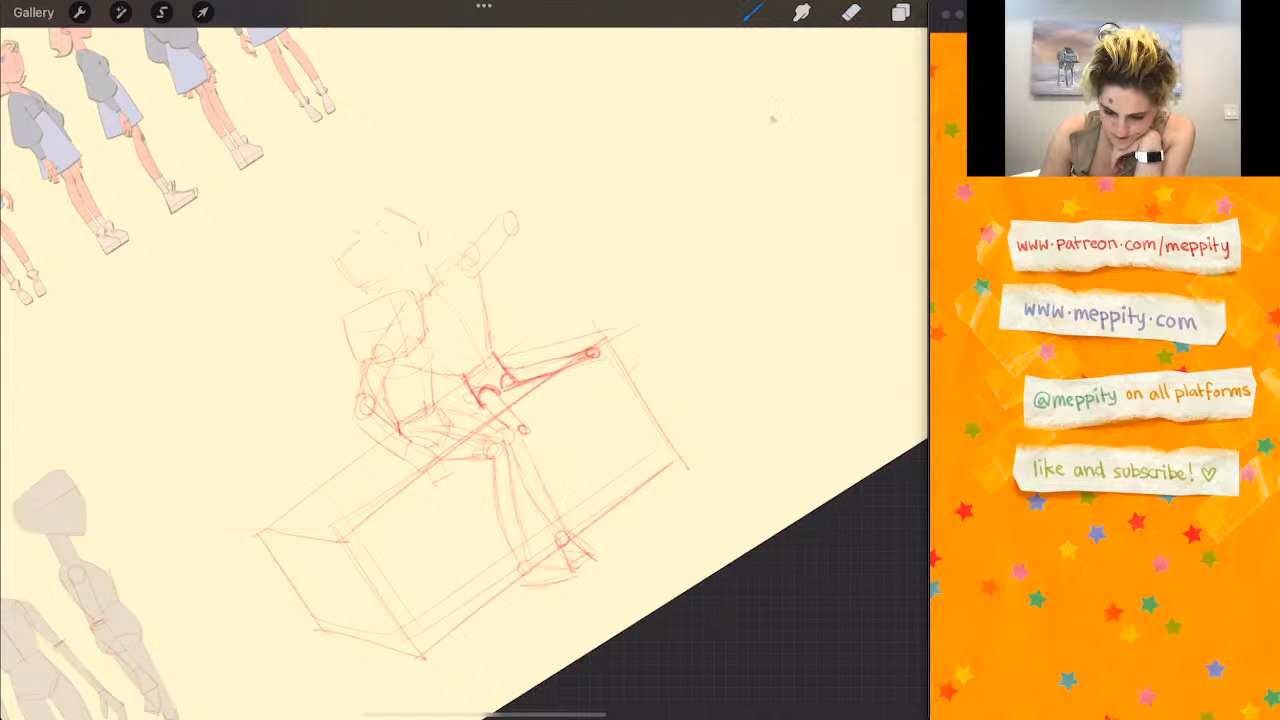 Gallery
www.patreon.com/meppity
www.meppity.com
@meppity on all platforms
like and subscribe! ♡